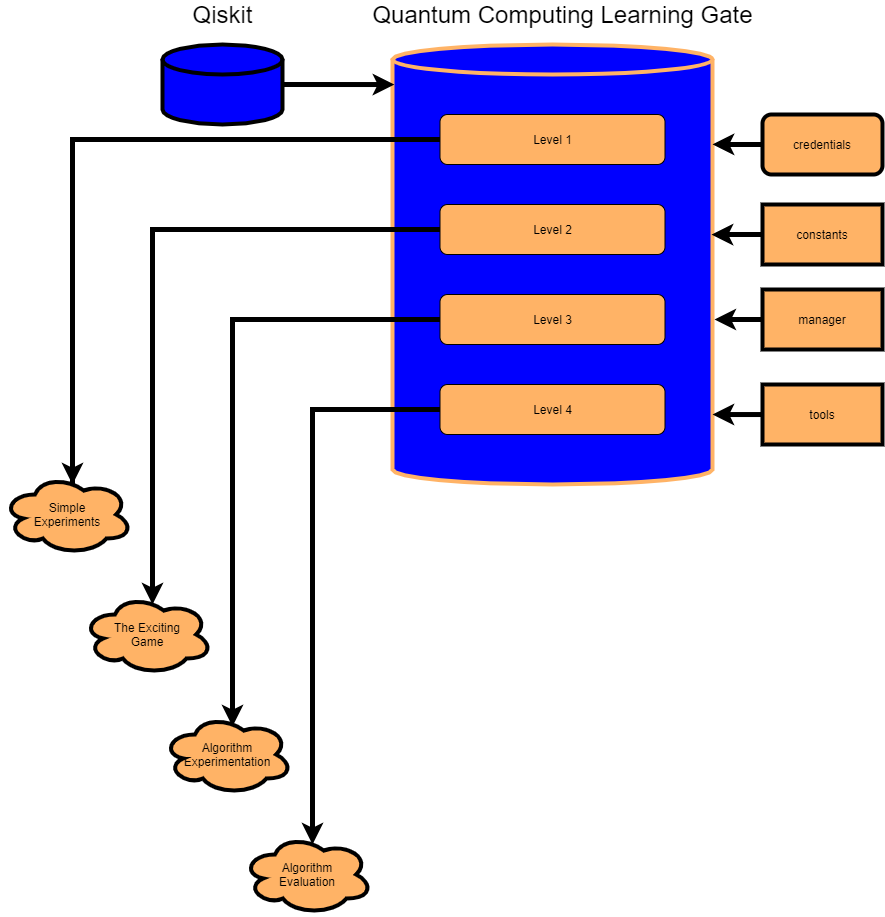 Qiskit
Quantum Computing Learning Gate
Level 1
credentials
Level 2
constants
Level 3
manager
Level 4
tools
Simple
Experiments
The Exciting
Game
Algorithm
Experimentation
Algorithm
Evaluation